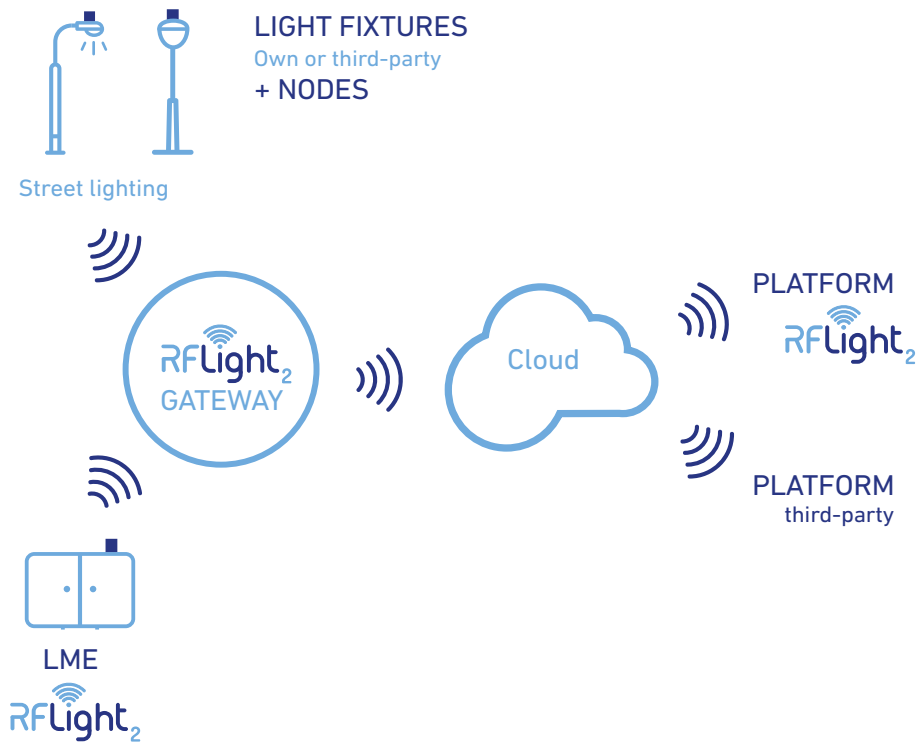 LIGHT FIXTURES
Own or third-party
+ NODES
Street lighting
RFLight2
GATEWAY
Cloud
PLATFORM
RFLight2
PLATFORM
third-party
LME
RFLight2